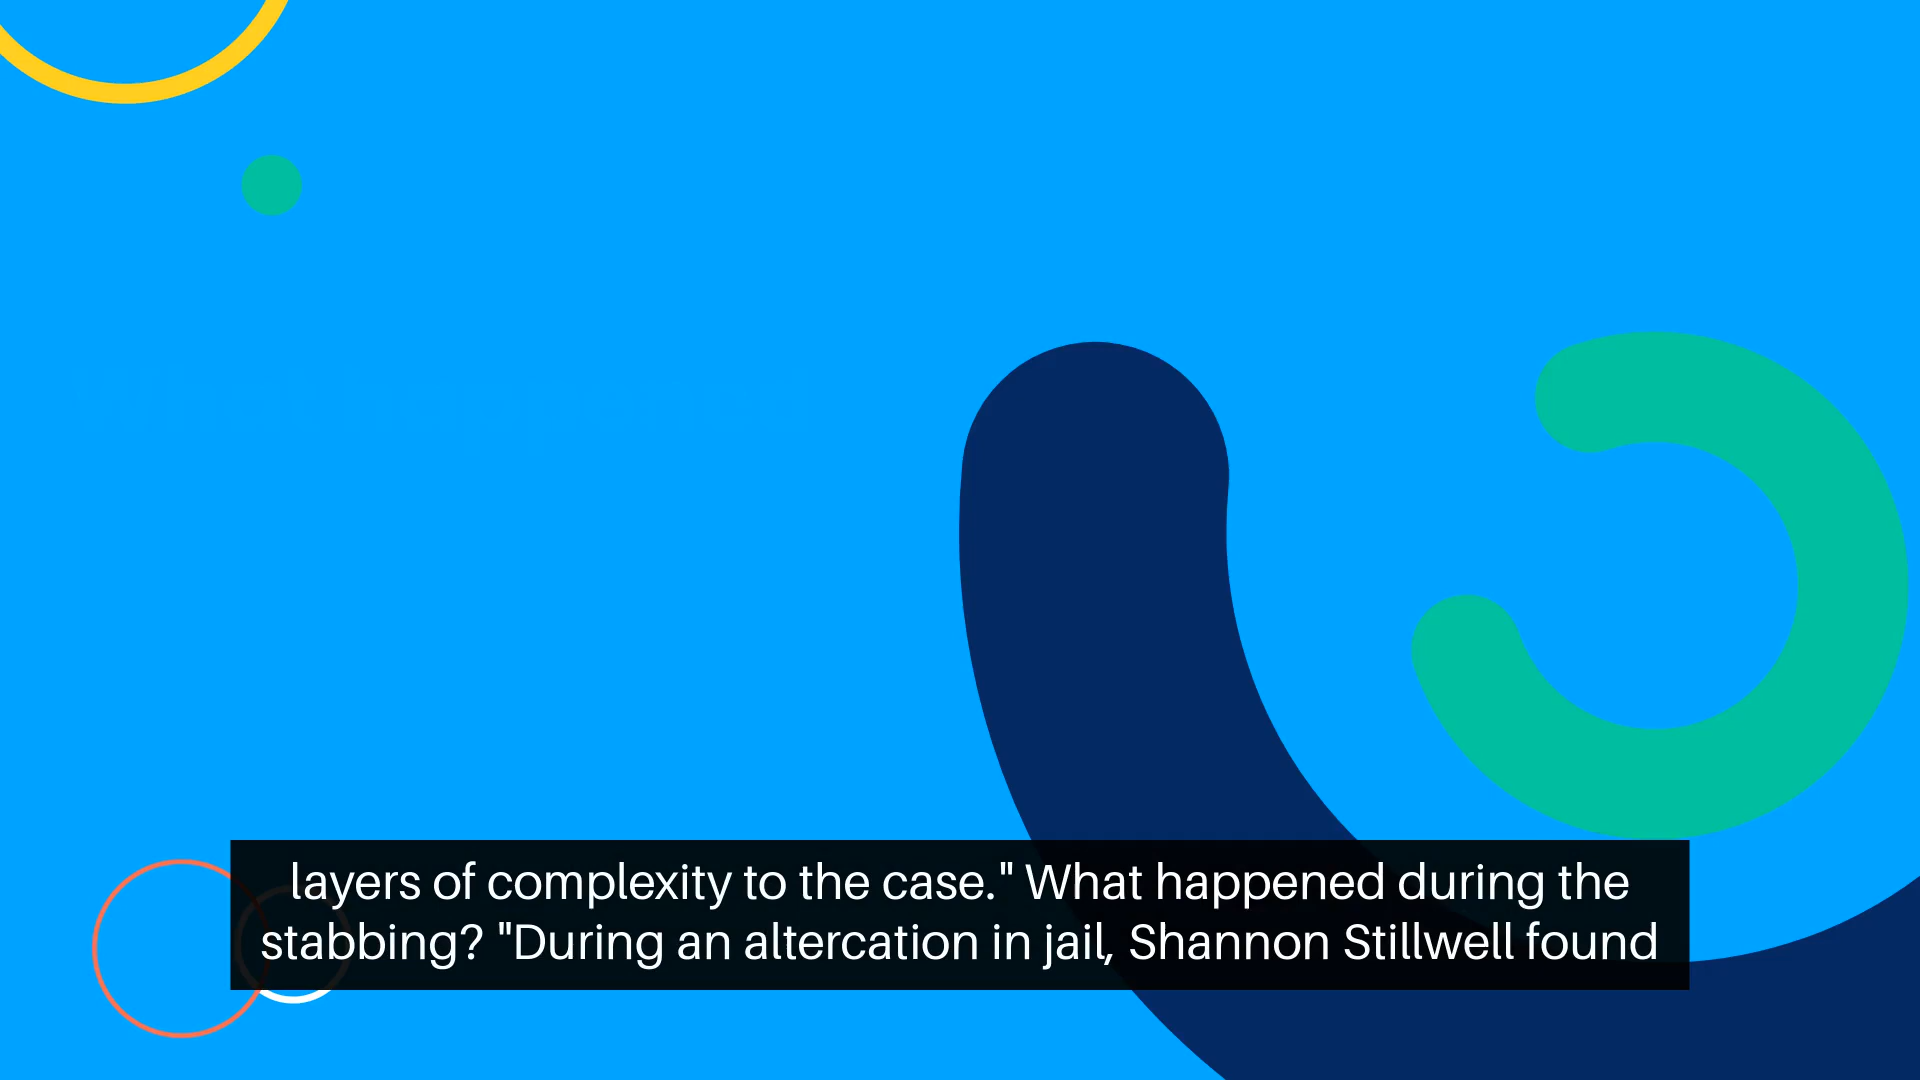 layers of complexity to the case." What happened during the
stabbing? "During an altercation in jail, Shannon Stillwell found